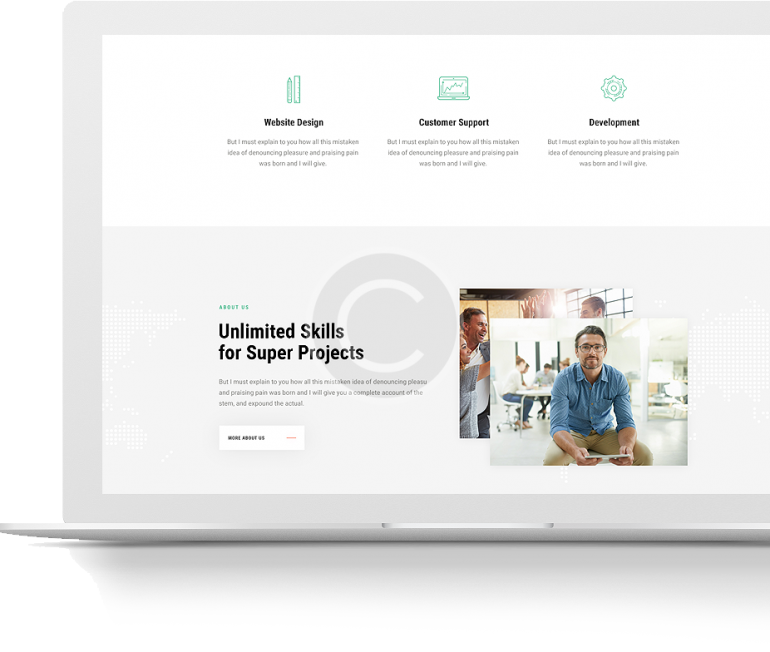 Website Design
But I must explain to you how all this mistaken
idea of denouncing pleasure and praising pain
was born and I will give.
Customer Support
But I must explain to you how all this mistaken
idea of denouncing pleasure and praising pain
was born and I will give.
Development
But I must explain to you how all this mistaken
idea of denouncing pleasure and praising pain
was born and I will give.
ABOUT US
Unlimited Skills
for Super Projects
But I must explain to you how all this mistaken idea of denouncing pleasu
and praising pain was born and I will give you a complete account of the
stem, and expound the actual.
MORE ABOUT US